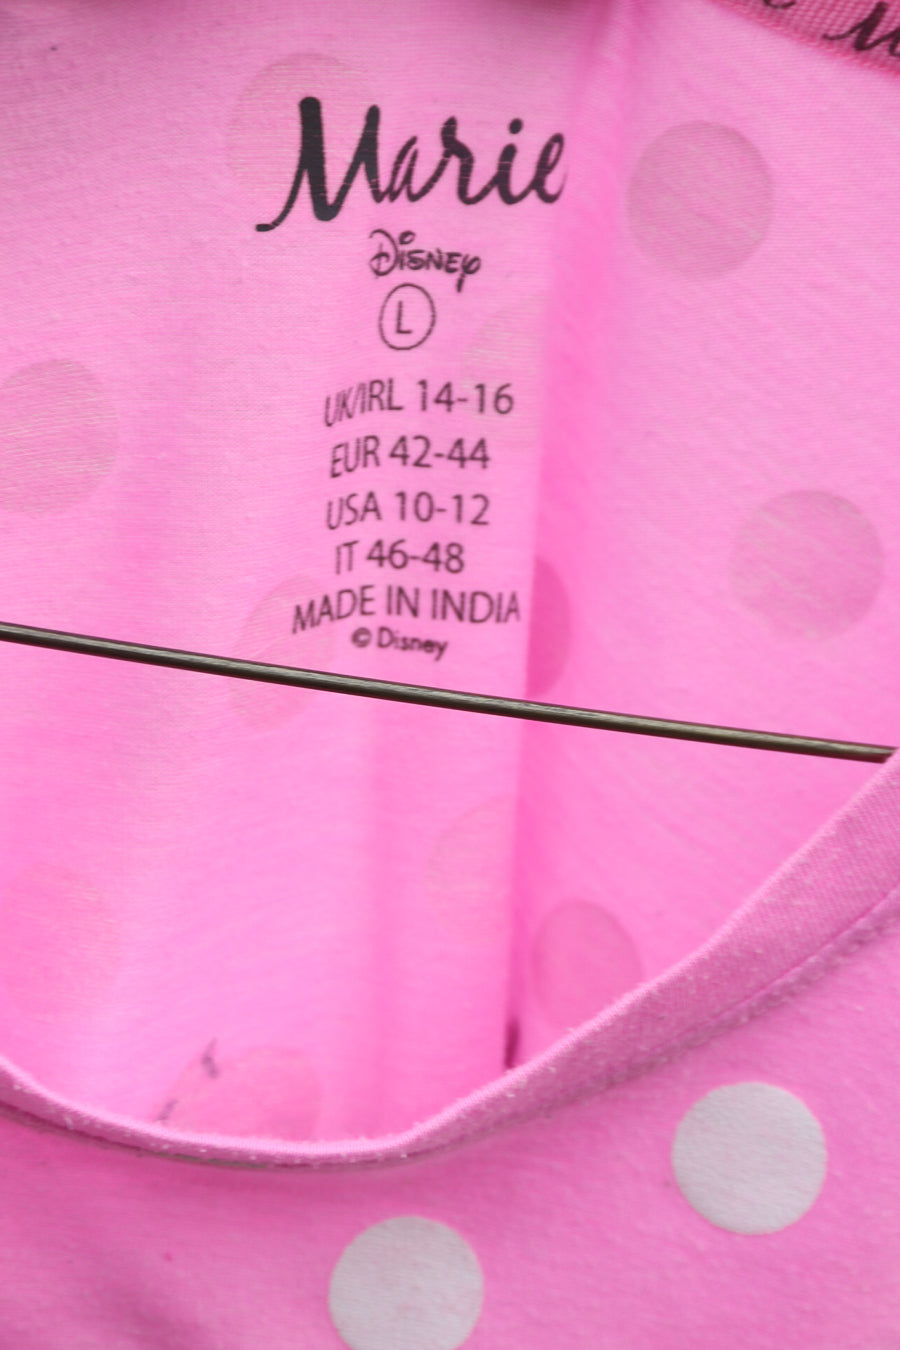 Marie
Disney
L
UK/IRL 14-16
EUR 42-44
USA 10-12
IT 46-48
MADE IN INDIA
© Disney